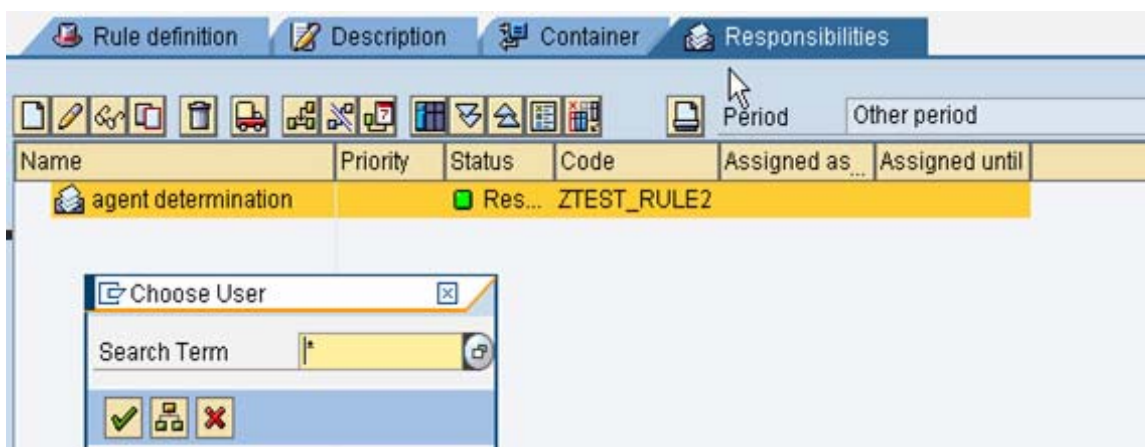 Rule definition Description Container Responsibilities
Period Other period
Name Priority Status Code Assigned as... Assigned until
agent determination Res... ZTEST_RULE2
Choose User
Search Term *